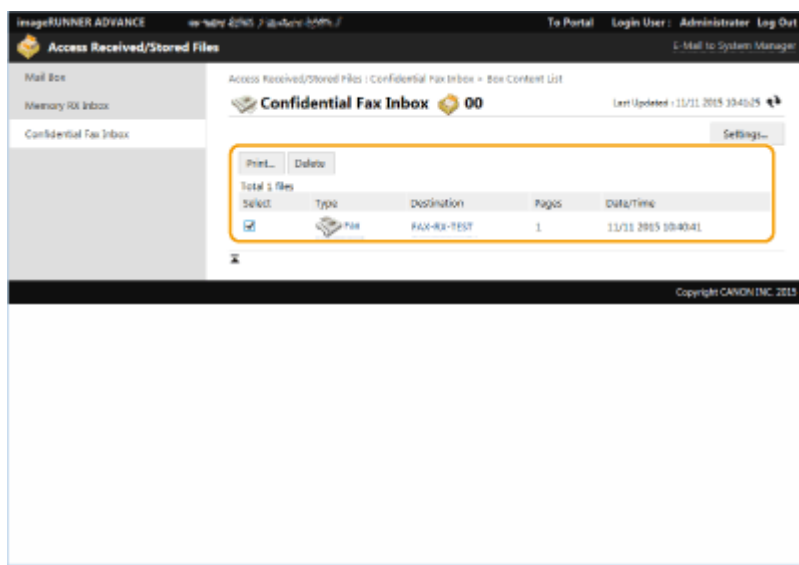 imageRUNNER ADVANCE To Portal Login User : Administrator Log Out
Access Received/Stored Files E-Mail to System Manager
Mail Box
Memory RX Inbox
Confidential Fax Inbox
Access Received/Stored Files : Confidential Fax Inbox > Box Content List
Confidential Fax Inbox 00 Last Updated : 11/11 2015 10:41:25
Settings...
Print... Delete
Total 1 files
Select Type Destination Pages Date/Time
Fax FAX-RX-TEST 1 11/11 2015 10:40:41
Copyright CANON INC. 2015